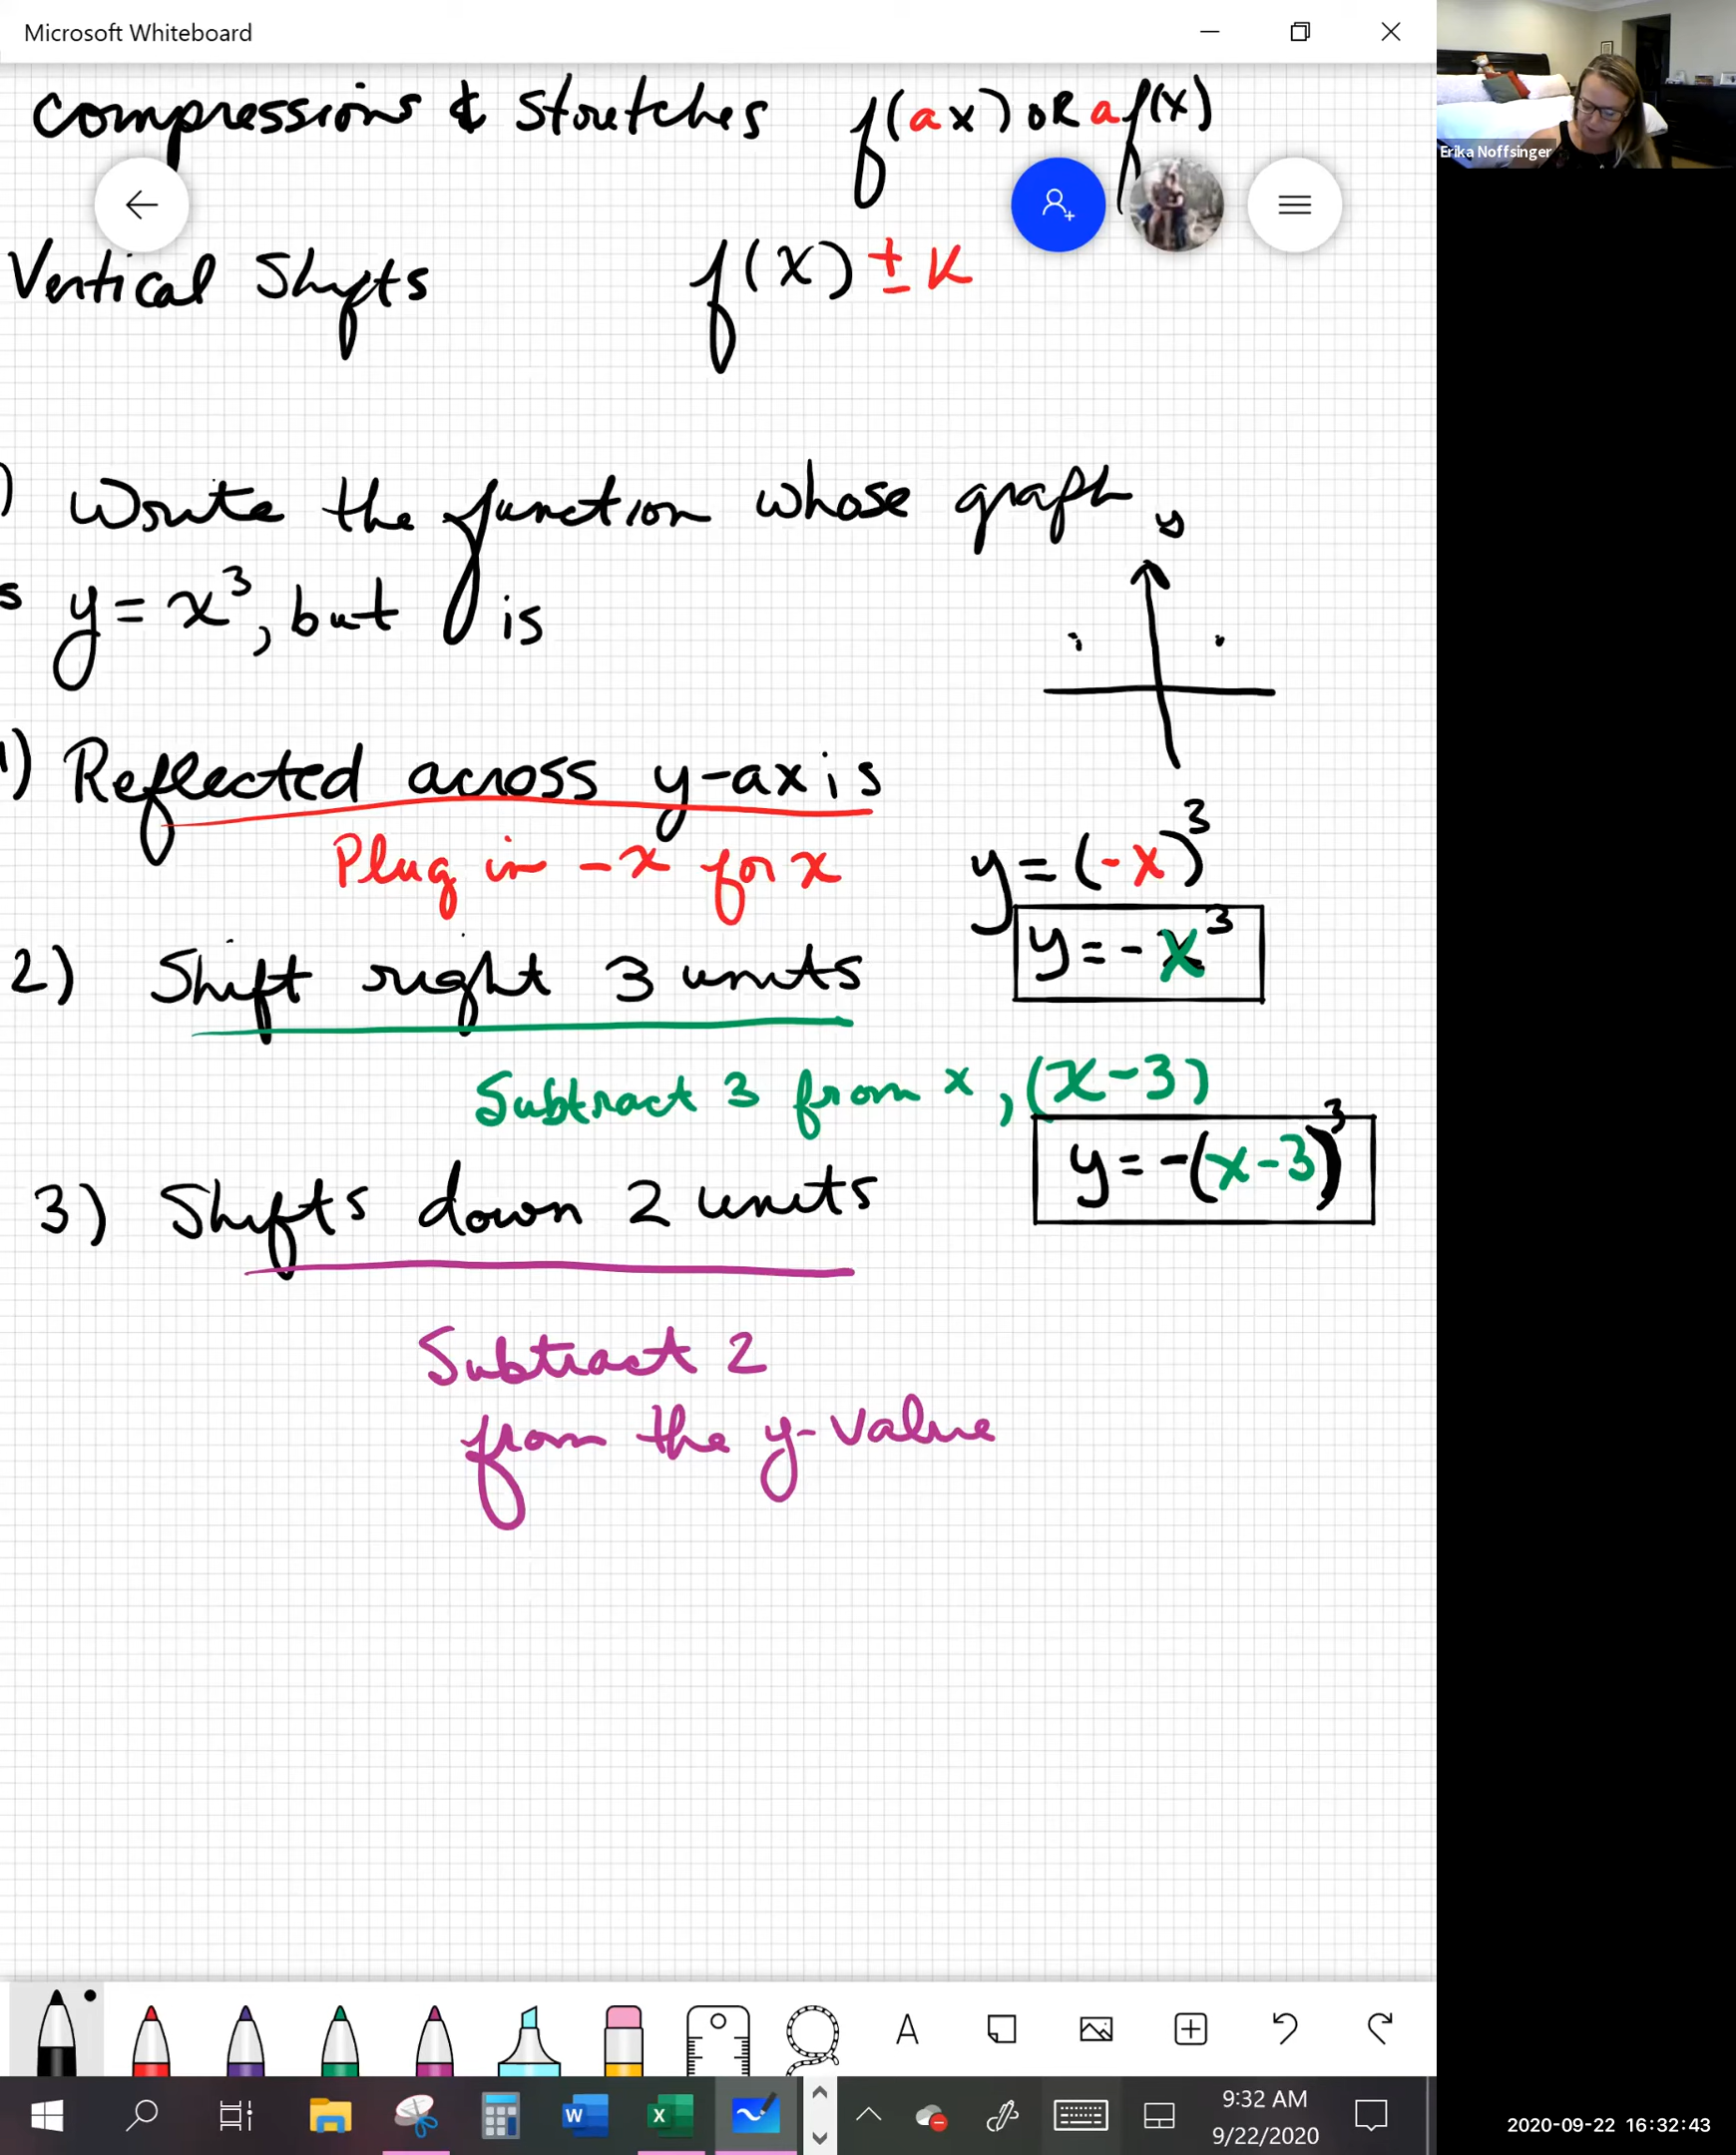 Microsoft Whiteboard
compressions & stretches f(ax) OR af(x)
Erika Noffsinger
Vertical Shifts f(x) ± K
) Write the function whose graph
y
s y = x³, but is
1) Reflected across y-axis
Plug in -x for x y = (-x)³
y = -x³
2) Shift right 3 units
Subtract 3 from x, (x-3)
y = -(x-3)³
3) Shifts down 2 units
Subtract 2
from the y-value
A
W X 9:32 AM
9/22/2020
2020-09-22 16:32:43